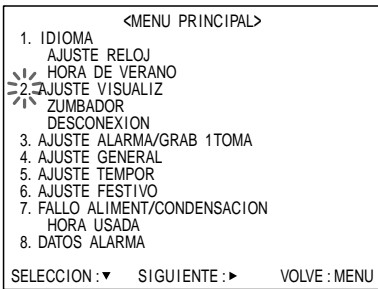 <MENU PRINCIPAL>
1. IDIOMA
AJUSTE RELOJ
HORA DE VERANO
2. AJUSTE VISUALIZ
ZUMBADOR
DESCONEXION
3. AJUSTE ALARMA/GRAB 1TOMA
4. AJUSTE GENERAL
5. AJUSTE TEMPOR
6. AJUSTE FESTIVO
7. FALLO ALIMENT/CONDENSACION
HORA USADA
8. DATOS ALARMA
SELECCION :▼ SIGUIENTE :► VOLVE : MENU